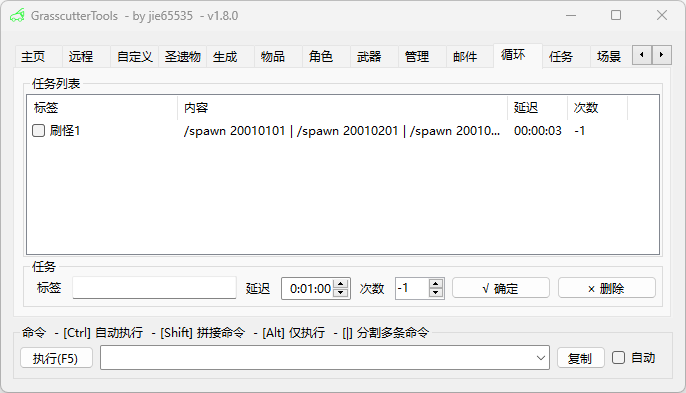 GrasscutterTools - by jie65535 - v1.8.0
主页 远程 自定义 圣遗物 生成 物品 角色 武器 管理 邮件 循环 任务 场景
任务列表
标签 内容 延迟 次数
刷怪1 /spawn 20010101 | /spawn 20010201 | /spawn 20010... 00:00:03 -1
任务
标签 延迟 0:01:00 次数 -1 √ 确定 × 删除
命令 - [Ctrl] 自动执行 - [Shift] 拼接命令 - [Alt] 仅执行 - [|] 分割多条命令
执行(F5) 复制 自动